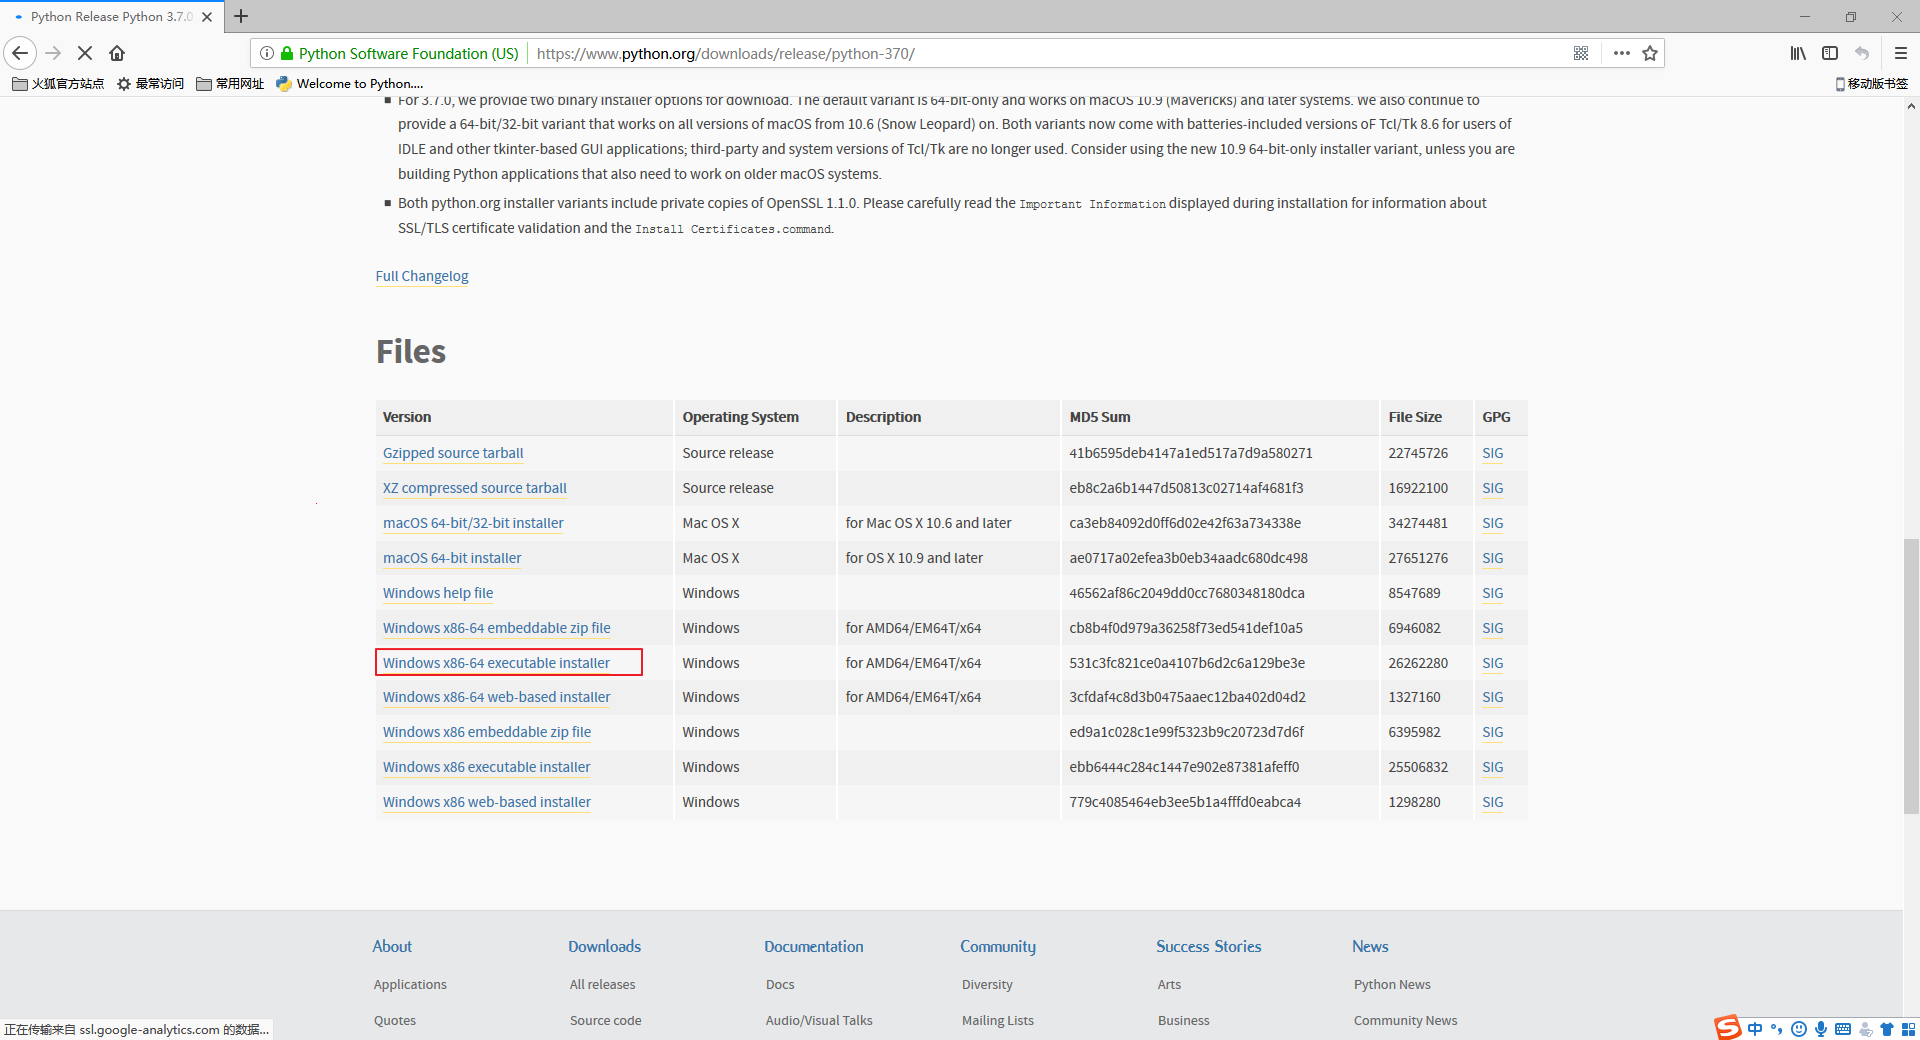 Python Release Python 3.7.0
Python Software Foundation (US) https://www.python.org/downloads/release/python-370/
火狐官方站点 最常访问 常用网址 Welcome to Python.... 移动版书签
For 3.7.0, we provide two binary installer options for download. The default variant is 64-bit-only and works on macOS 10.9 (Mavericks) and later systems. We also continue to
provide a 64-bit/32-bit variant that works on all versions of macOS from 10.6 (Snow Leopard) on. Both variants now come with batteries-included versions oF Tcl/Tk 8.6 for users of
IDLE and other tkinter-based GUI applications; third-party and system versions of Tcl/Tk are no longer used. Consider using the new 10.9 64-bit-only installer variant, unless you are
building Python applications that also need to work on older macOS systems.
Both python.org installer variants include private copies of OpenSSL 1.1.0. Please carefully read the Important Information displayed during installation for information about
SSL/TLS certificate validation and the Install Certificates.command.
Full Changelog
Files
Version Operating System Description MD5 Sum File Size GPG
Gzipped source tarball Source release 41b6595deb4147a1ed517a7d9a580271 22745726 SIG
XZ compressed source tarball Source release eb8c2a6b1447d50813c02714af4681f3 16922100 SIG
macOS 64-bit/32-bit installer Mac OS X for Mac OS X 10.6 and later ca3eb84092d0ff6d02e42f63a734338e 34274481 SIG
macOS 64-bit installer Mac OS X for OS X 10.9 and later ae0717a02efea3b0eb34aadc680dc498 27651276 SIG
Windows help file Windows 46562af86c2049dd0cc7680348180dca 8547689 SIG
Windows x86-64 embeddable zip file Windows for AMD64/EM64T/x64 cb8b4f0d979a36258f73ed541def10a5 6946082 SIG
Windows x86-64 executable installer Windows for AMD64/EM64T/x64 531c3fc821ce0a4107b6d2c6a129be3e 26262280 SIG
Windows x86-64 web-based installer Windows for AMD64/EM64T/x64 3cfdaf4c8d3b0475aaec12ba402d04d2 1327160 SIG
Windows x86 embeddable zip file Windows ed9a1c028c1e99f5323b9c20723d7d6f 6395982 SIG
Windows x86 executable installer Windows ebb6444c284c1447e902e87381afeff0 25506832 SIG
Windows x86 web-based installer Windows 779c4085464eb3ee5b1a4fffd0eabca4 1298280 SIG
About Downloads Documentation Community Success Stories News
Applications All releases Docs Diversity Arts Python News
Quotes Source code Audio/Visual Talks Mailing Lists Business Community News
正在传输来自 ssl.google-analytics.com 的数据...
中